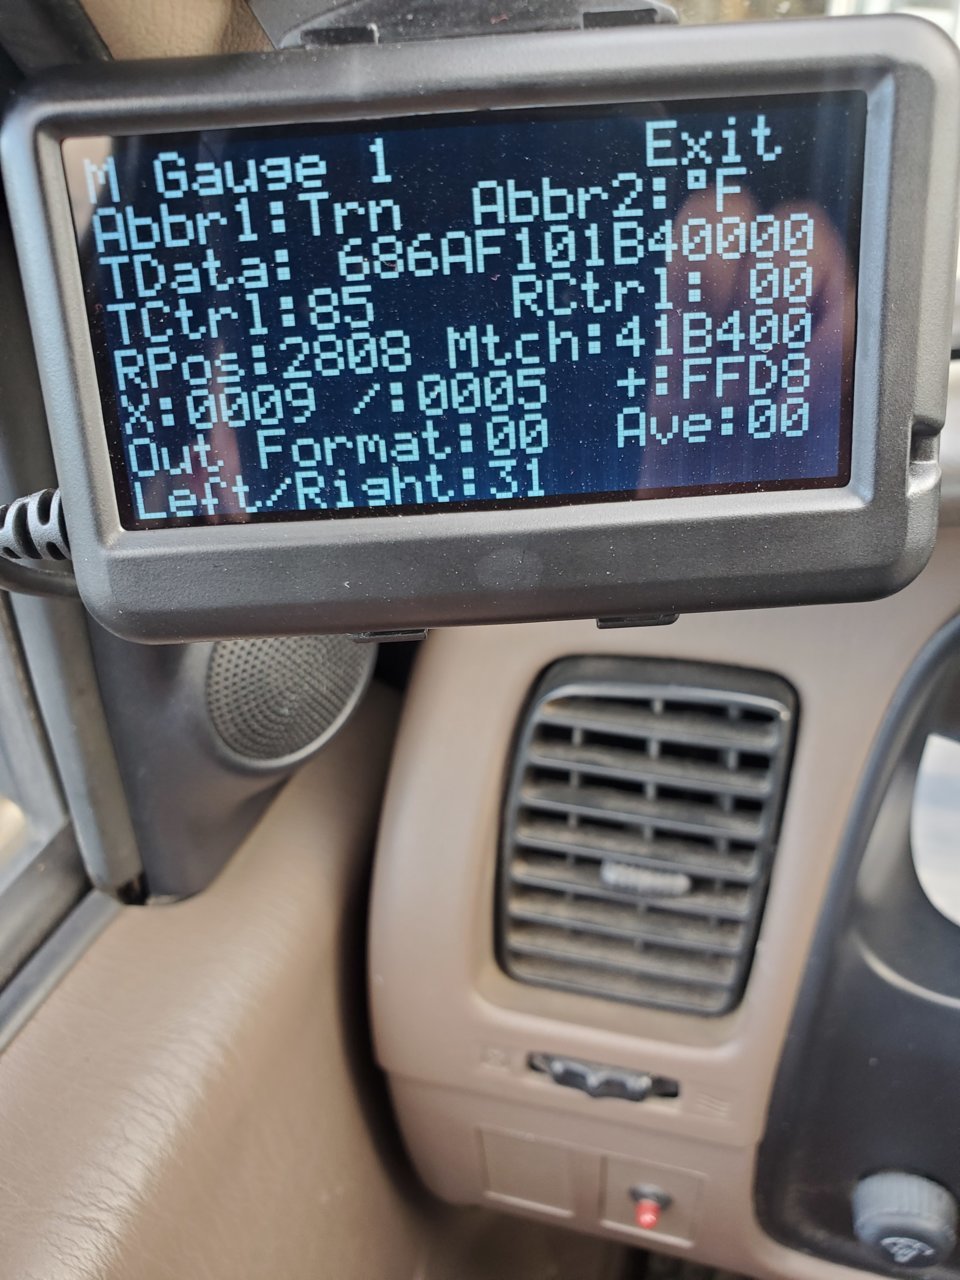 M Gauge 1 Exit
Abbr1:Trn Abbr2:°F
TData: 686AF101B40000
TCtrl:85 RCtrl: 00
RPos:2808 Mtch:41B400
X:0009 /:0005 +:FFD8
Out Format:00 Ave:00
Left/Right:31